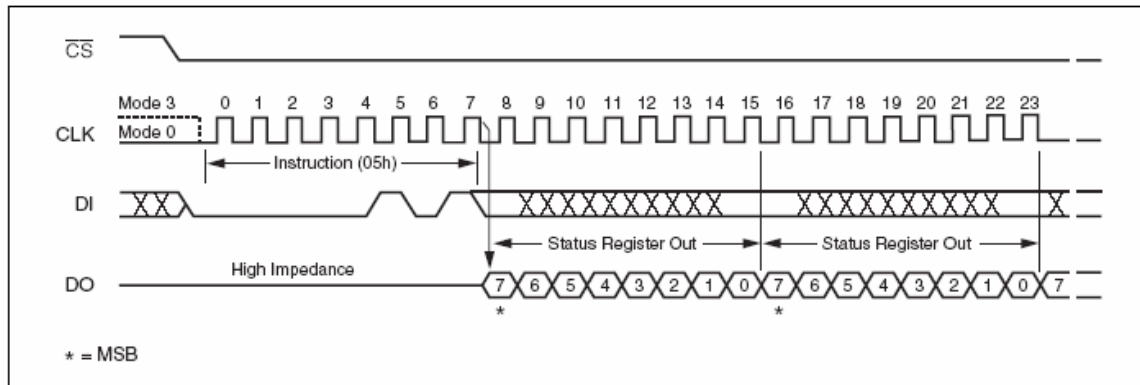 CS
Mode 3 0 1 2 3 4 5 6 7 8 9 10 11 12 13 14 15 16 17 18 19 20 21 22 23
CLK Mode 0
Instruction (05h)
DI
Status Register Out Status Register Out
High Impedance
DO 7 6 5 4 3 2 1 0 7 6 5 4 3 2 1 0 7
* *
* = MSB